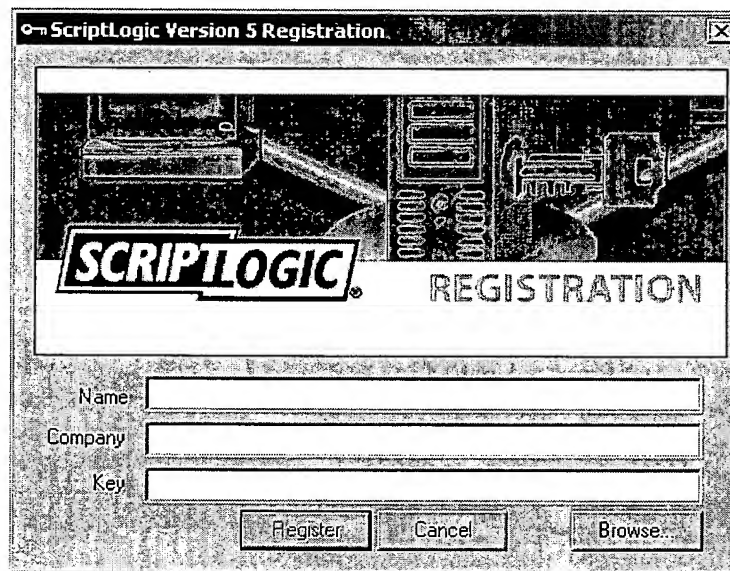 ScriptLogic Version 5 Registration
SCRIPTLOGIC®
REGISTRATION
Name
Company
Key
Register Cancel Browse...